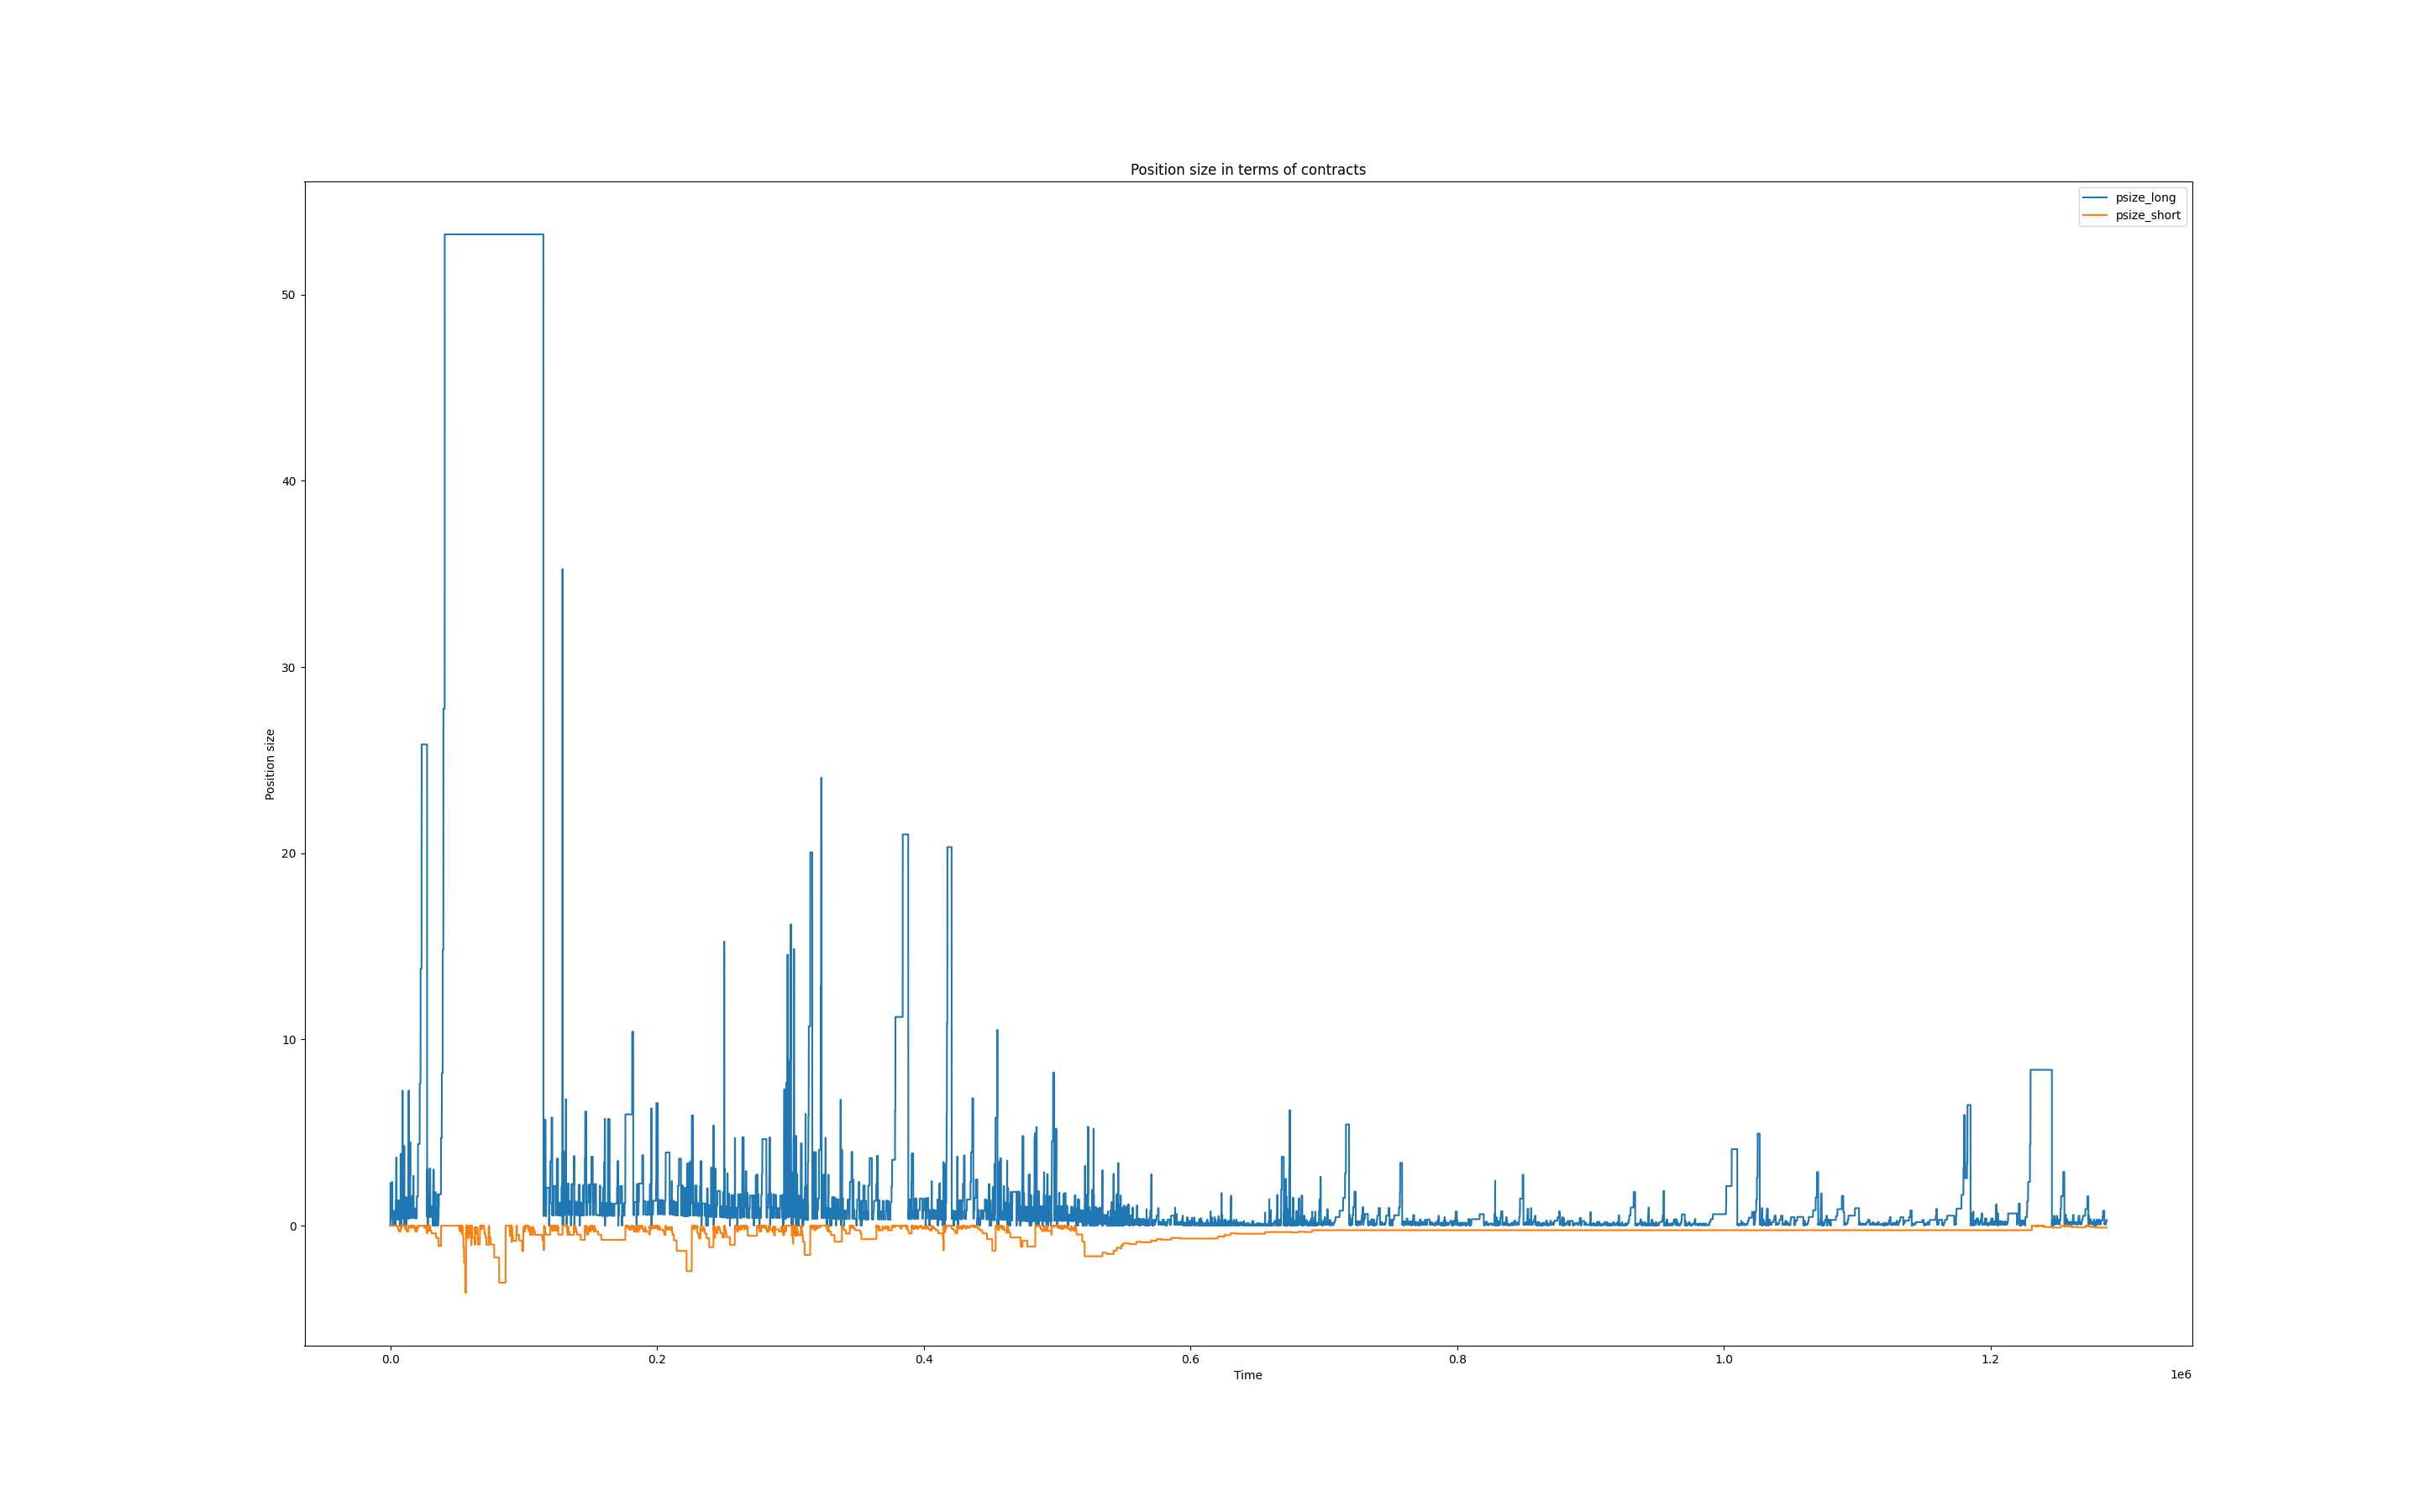 Position size in terms of contracts
psize_long
psize_short
Position size
50
40
30
20
10
0
0.0 0.2 0.4 0.6 0.8 1.0 1.2
Time
1e6